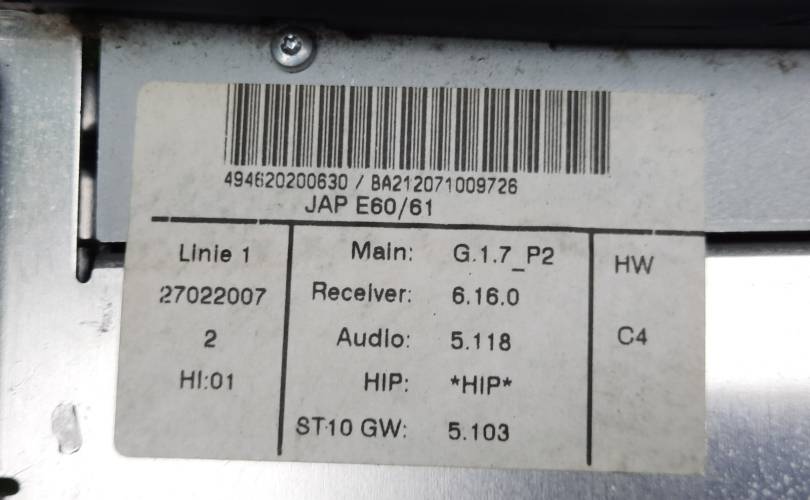 494620200630 / BA212071009726
JAP E60/61
Linie 1
27022007
2
HI:01
Main: G.1.7_P2
Receiver: 6.16.0
Audio: 5.118
HIP: *HIP*
ST10 GW: 5.103
HW
C4